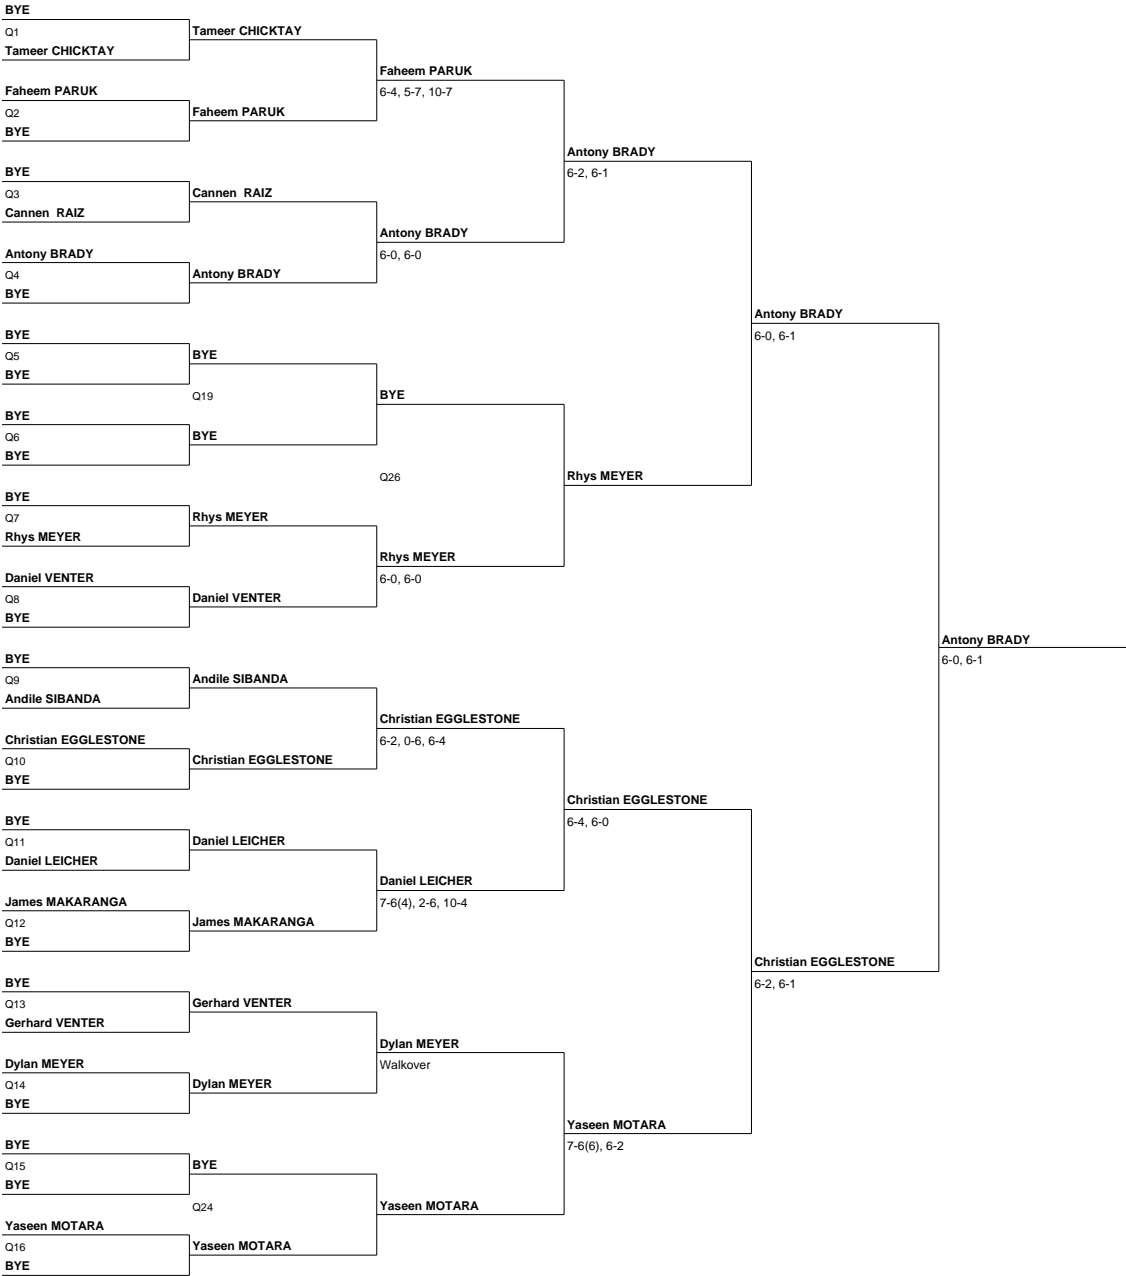 BYE
Q1
Tameer CHICKTAY
Tameer CHICKTAY
Faheem PARUK
6-4, 5-7, 10-7
Faheem PARUK
Q2
BYE
Faheem PARUK
Antony BRADY
6-2, 6-1
BYE
Q3
Cannen  RAIZ
Cannen  RAIZ
Antony BRADY
6-0, 6-0
Antony BRADY
Q4
BYE
Antony BRADY
Antony BRADY
6-0, 6-1
BYE
Q5
BYE
BYE
Q19
BYE
BYE
Q6
BYE
BYE
Q26
Rhys MEYER
BYE
Q7
Rhys MEYER
Rhys MEYER
Rhys MEYER
6-0, 6-0
Daniel VENTER
Q8
BYE
Daniel VENTER
Antony BRADY
6-0, 6-1
BYE
Q9
Andile SIBANDA
Andile SIBANDA
Christian EGGLESTONE
6-2, 0-6, 6-4
Christian EGGLESTONE
Q10
BYE
Christian EGGLESTONE
Christian EGGLESTONE
6-4, 6-0
BYE
Q11
Daniel LEICHER
Daniel LEICHER
Daniel LEICHER
7-6(4), 2-6, 10-4
James MAKARANGA
Q12
BYE
James MAKARANGA
Christian EGGLESTONE
6-2, 6-1
BYE
Q13
Gerhard VENTER
Gerhard VENTER
Dylan MEYER
Walkover
Dylan MEYER
Q14
BYE
Dylan MEYER
Yaseen MOTARA
7-6(6), 6-2
BYE
Q15
BYE
BYE
Q24
Yaseen MOTARA
Yaseen MOTARA
Q16
BYE
Yaseen MOTARA